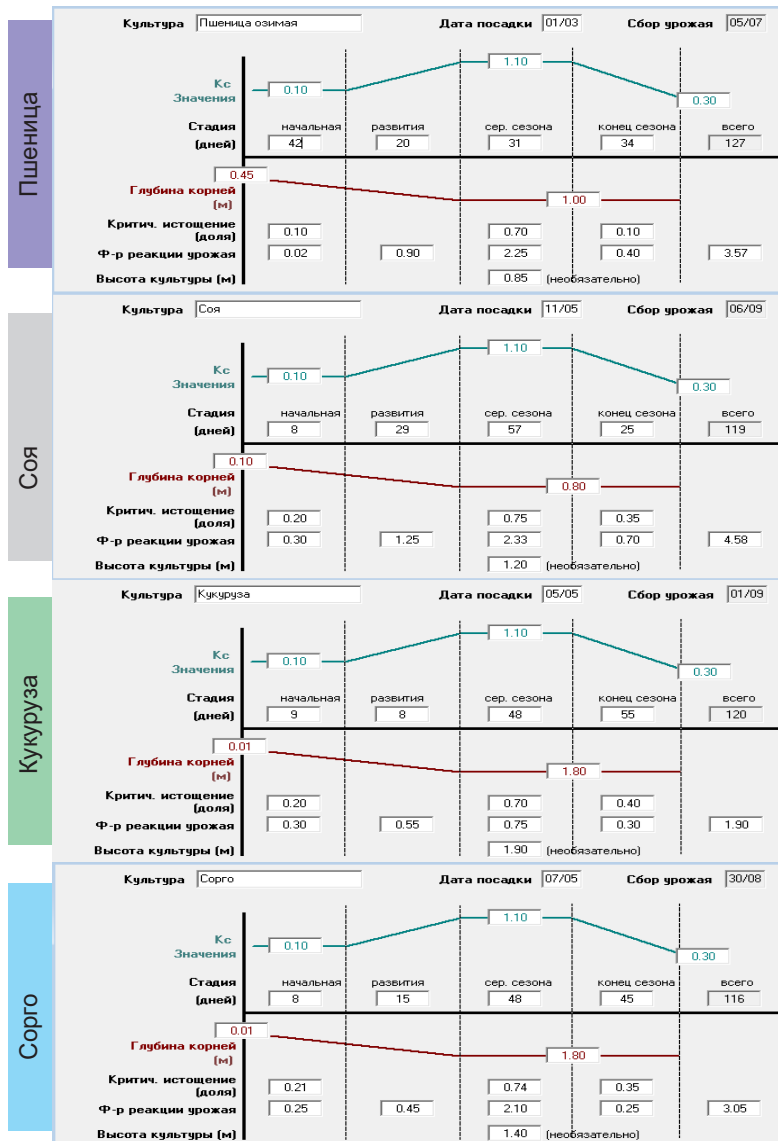 Пшеница
Культура Пшеница озимая Дата посадки 01/03 Сбор урожая 05/07
1.10
Кс 0.10
Значения 0.30
Стадия начальная развития сер. сезона конец сезона всего
(дней) 42 20 31 34 127
0.45
Глубина корней 1.00
(м)
Критич. истощение 0.10 0.70 0.10
(доля)
Ф-р реакции урожая 0.02 0.90 2.25 0.40 3.57
Высота культуры (м) 0.85 (необязательно)
Соя
Культура Соя Дата посадки 11/05 Сбор урожая 06/09
1.10
Кс 0.10
Значения 0.30
Стадия начальная развития сер. сезона конец сезона всего
(дней) 8 29 57 25 119
0.10
Глубина корней 0.80
(м)
Критич. истощение 0.20 0.75 0.35
(доля)
Ф-р реакции урожая 0.30 1.25 2.33 0.70 4.58
Высота культуры (м) 1.20 (необязательно)
Кукуруза
Культура Кукуруза Дата посадки 05/05 Сбор урожая 01/09
1.10
Кс 0.10
Значения 0.30
Стадия начальная развития сер. сезона конец сезона всего
(дней) 9 8 48 55 120
0.01
Глубина корней 1.80
(м)
Критич. истощение 0.20 0.70 0.40
(доля)
Ф-р реакции урожая 0.30 0.55 0.75 0.30 1.90
Высота культуры (м) 1.90 (необязательно)
Сорго
Культура Сорго Дата посадки 07/05 Сбор урожая 30/08
1.10
Кс 0.10
Значения 0.30
Стадия начальная развития сер. сезона конец сезона всего
(дней) 8 15 48 45 116
0.01
Глубина корней 1.80
(м)
Критич. истощение 0.21 0.74 0.35
(доля)
Ф-р реакции урожая 0.25 0.45 2.10 0.25 3.05
Высота культуры (м) 1.40 (необязательно)